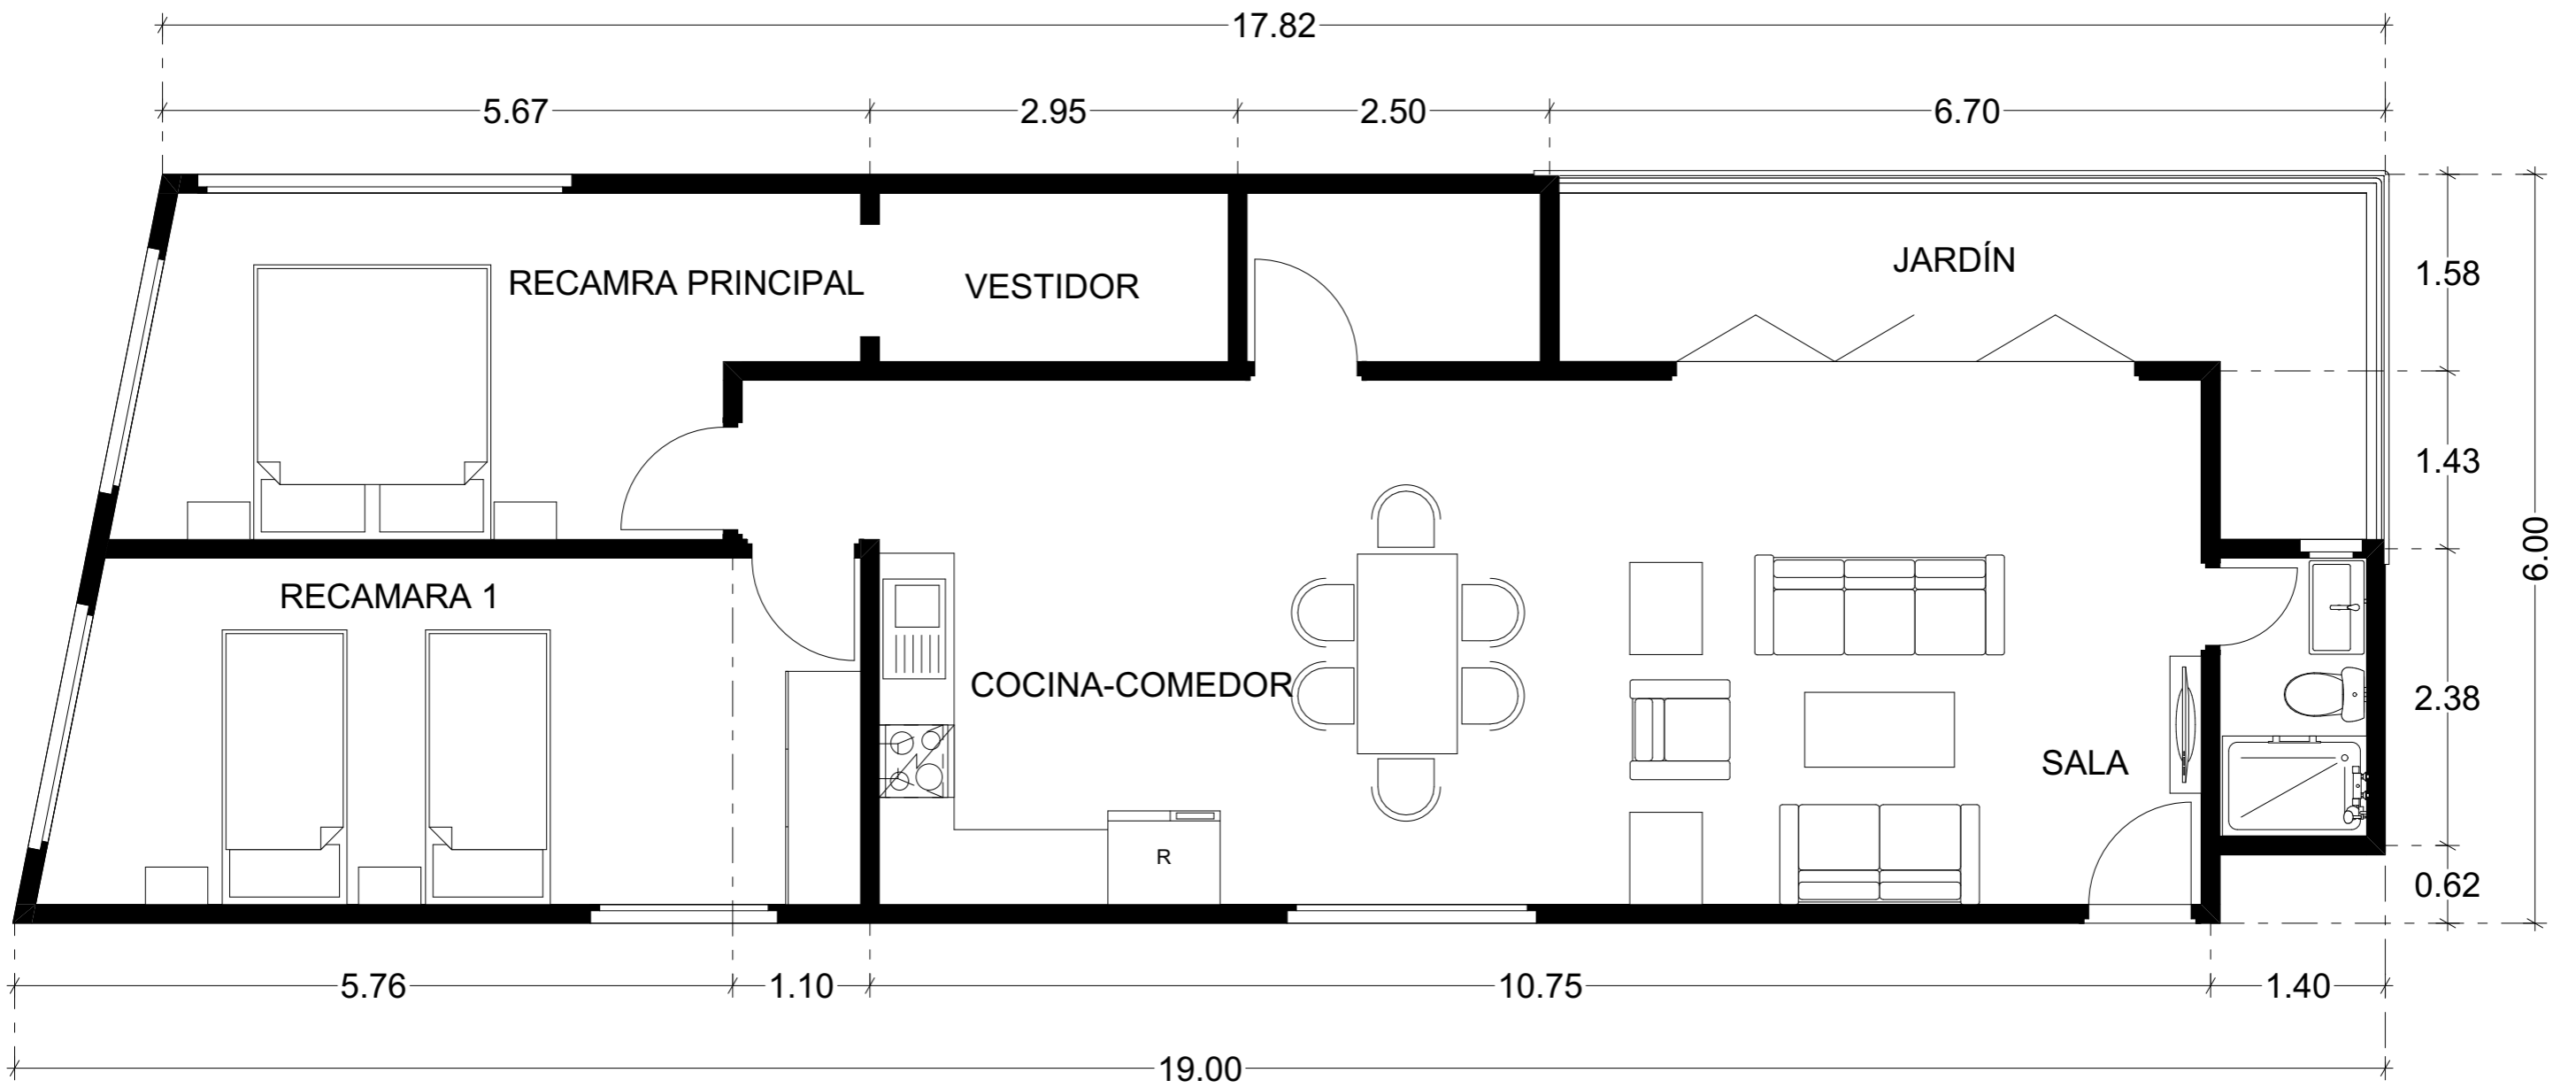 17.82
5.67 2.95 2.50 6.70
RECAMRA PRINCIPAL VESTIDOR JARDÍN
1.58
1.43
6.00
RECAMARA 1
COCINA-COMEDOR
2.38
SALA
R
0.62
5.76 1.10 10.75 1.40
19.00